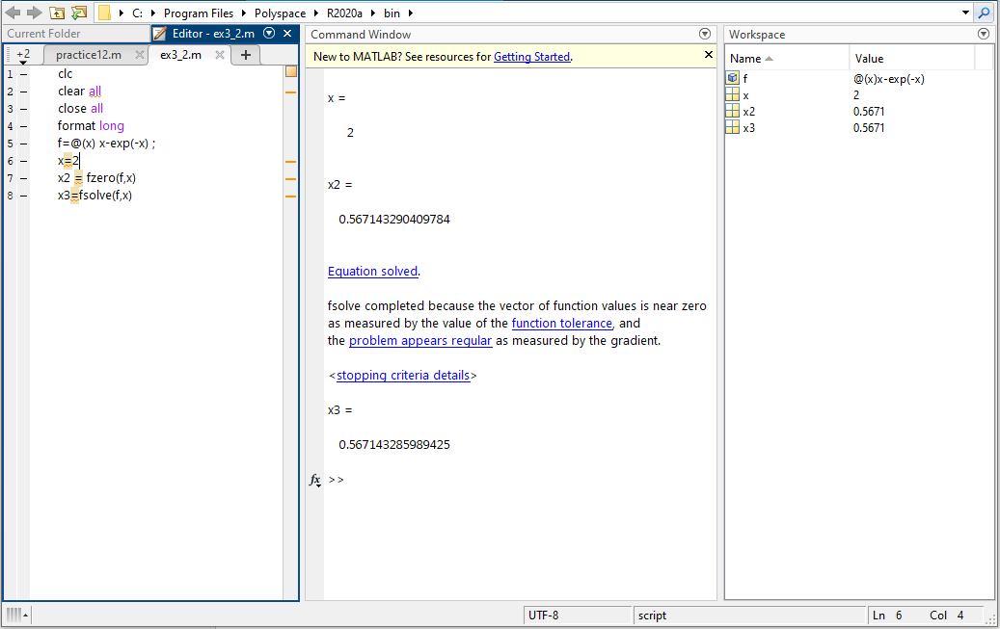 C: Program Files Polyspace R2020a bin
Current Folder
Editor - ex3_2.m
+2 practice12.m ex3_2.m +
1 – clc
2 – clear all
3 – close all
4 – format long
5 – f=@(x) x-exp(-x) ;
6 – x=2
7 – x2 = fzero(f,x)
8 – x3=fsolve(f,x)
Command Window
New to MATLAB? See resources for Getting Started.
x =
2
x2 =
0.567143290409784
Equation solved.
fsolve completed because the vector of function values is near zero
as measured by the value of the function tolerance, and
the problem appears regular as measured by the gradient.
<stopping criteria details>
x3 =
0.567143285989425
fx >>
Workspace
Name Value
f @(x)x-exp(-x)
x 2
x2 0.5671
x3 0.5671
UTF-8 script Ln 6 Col 4